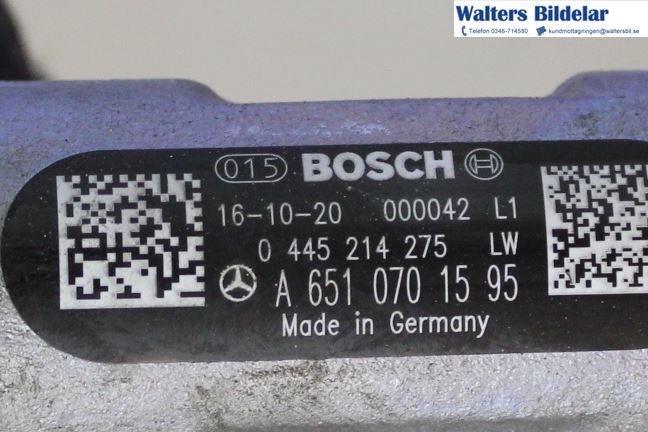 Walters Bildelar
Telefon 0346-714580 kundmottagningen@waltersbil.se
015 BOSCH
16-10-20 000042 L1
0 445 214 275 LW
A 651 070 15 95
Made in Germany